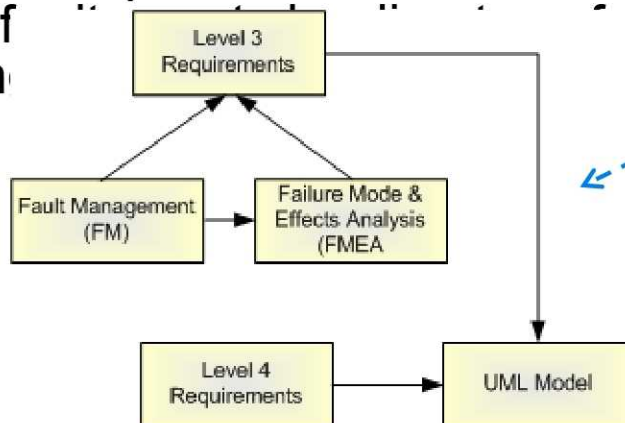 Level 3
Requirements
Fault Management
(FM)
Failure Mode &
Effects Analysis
(FMEA
Level 4
Requirements
UML Model